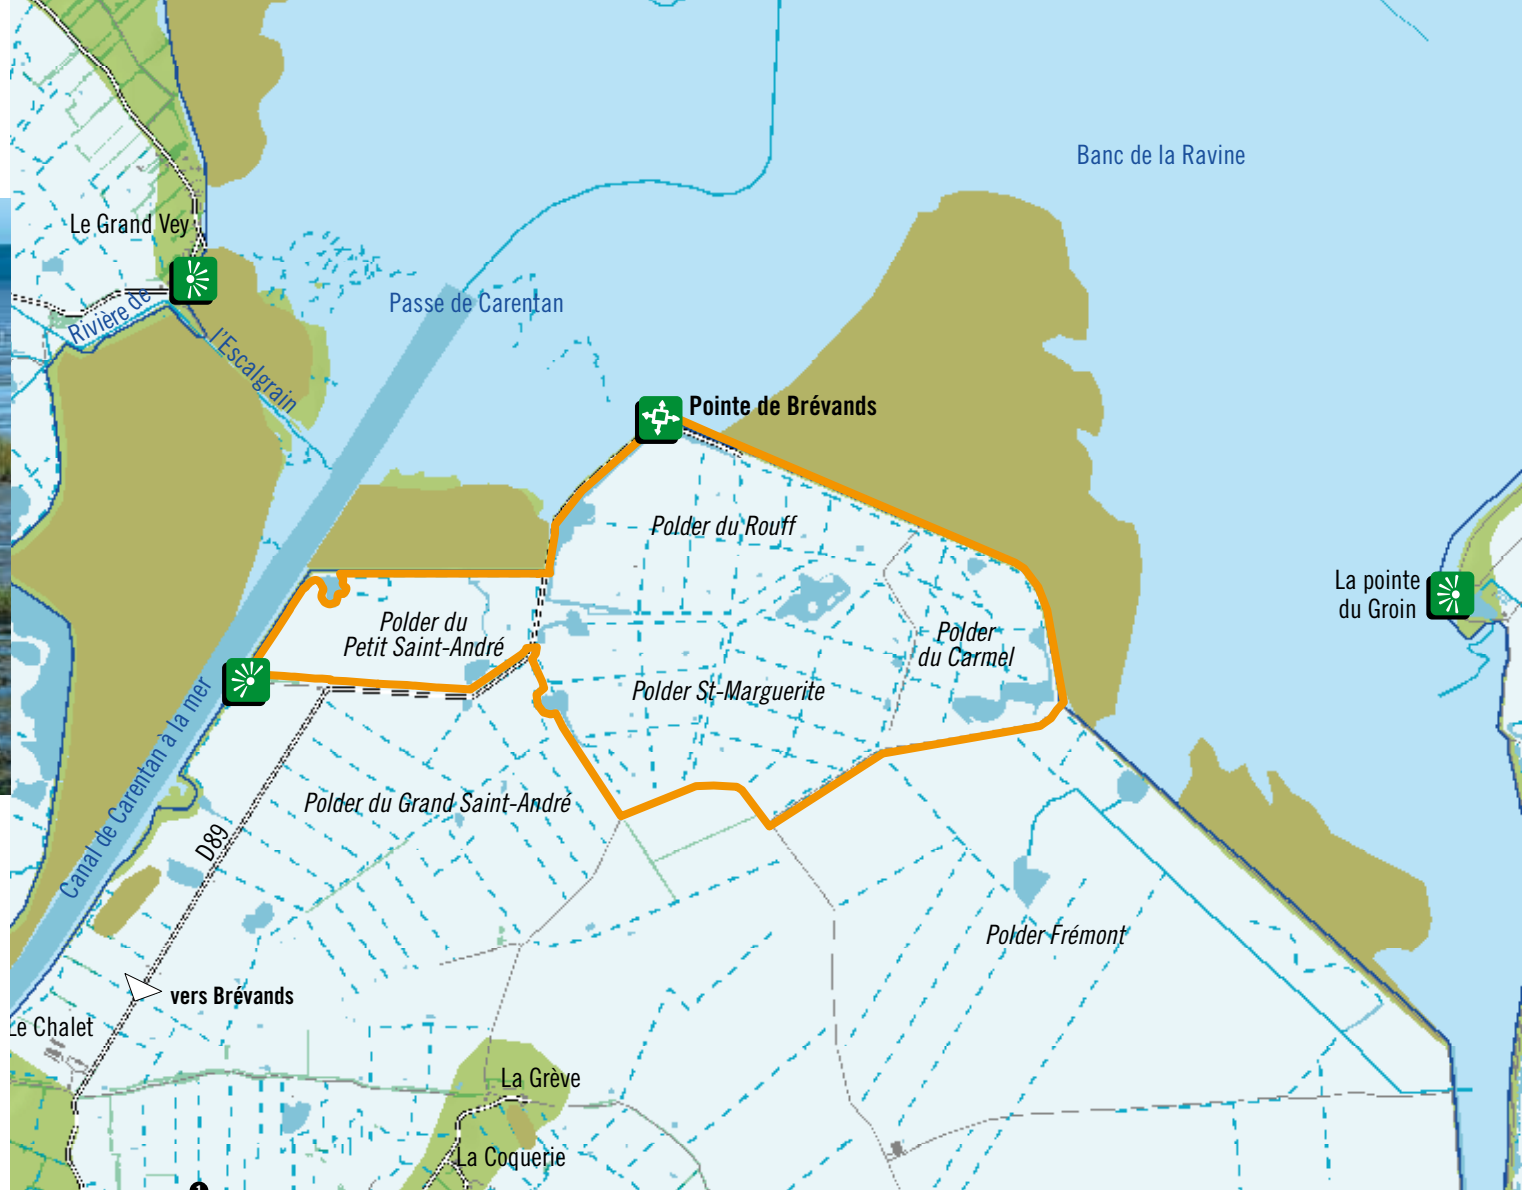 Banc de la Ravine
Le Grand Vey
Passe de Carentan
Rivière de
l'Escalgrain
Pointe de Brévands
Polder du Rouff
La pointe
du Groin
Polder du
Petit Saint-André
Polder
du Carmel
Polder St-Marguerite
Canal de Carentan à la mer
Polder du Grand Saint-André
D89
Polder Frémont
vers Brévands
Le Chalet
La Grève
La Coquerie